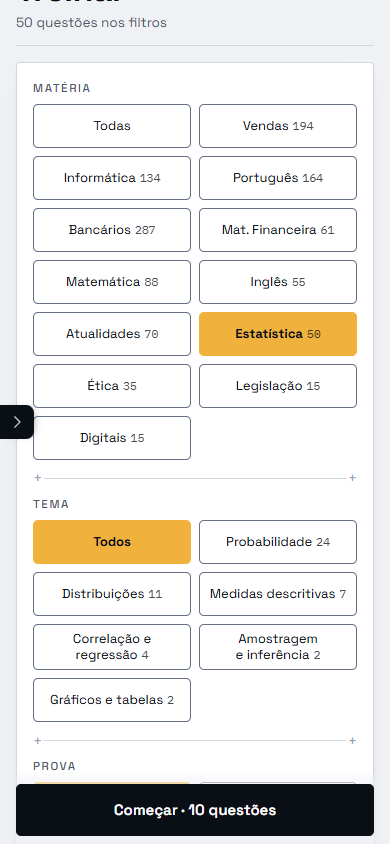 50 questões nos filtros
MATÉRIA
Todas
Vendas 194
Informática 134
Português 164
Bancários 287
Mat. Financeira 61
Matemática 88
Inglês 55
Atualidades 70
Estatística 50
Ética 35
Legislação 15
Digitais 15
TEMA
Todos
Probabilidade 24
Distribuições 11
Medidas descritivas 7
Correlação e
regressão 4
Amostragem
e inferência 2
Gráficos e tabelas 2
PROVA
Começar · 10 questões